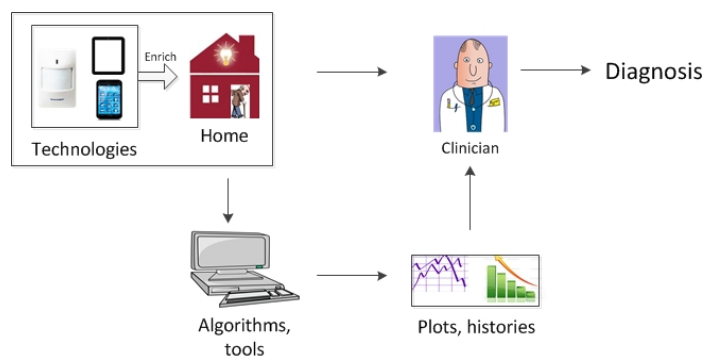 Enrich
Home
Technologies
Clinician
Diagnosis
Algorithms,
tools
Plots, histories